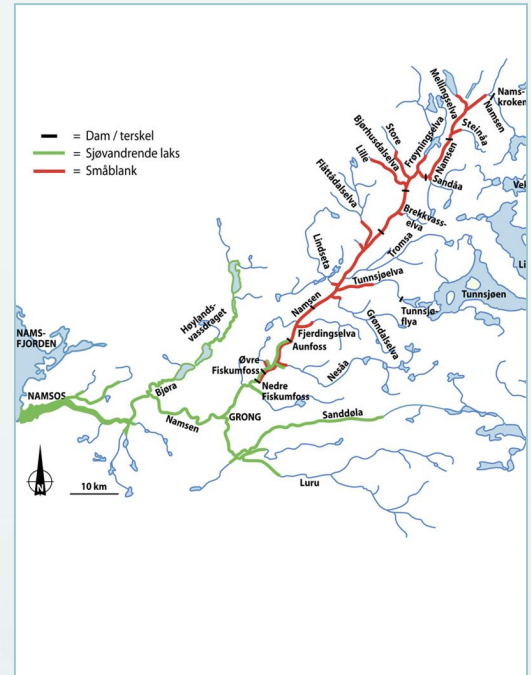 = Dam / terskel
= Sjøvandrende laks
= Småblank
Mellingselva
Nams-
kroken
Namsen
Steinåa
Namsen
Store
Bjørhusdalselva
Lille
Frøyningselva
Sandåa
Flåttådalselva
Brekkvass-
elva
Tromsa
Lindseta
Tunnsjøelva
Tunnsjøen
Tunnsjø-
flya
Namsen
Grøndalselva
Fjerdingselva
Aunfoss
Nesåa
Høylands-
vassdraget
Øvre
Fiskumfoss
Nedre
Fiskumfoss
NAMS-
FJORDEN
NAMSOS
Bjøra
Namsen
GRONG
Sanddøla
Luru
N
10 km
Vek
Li